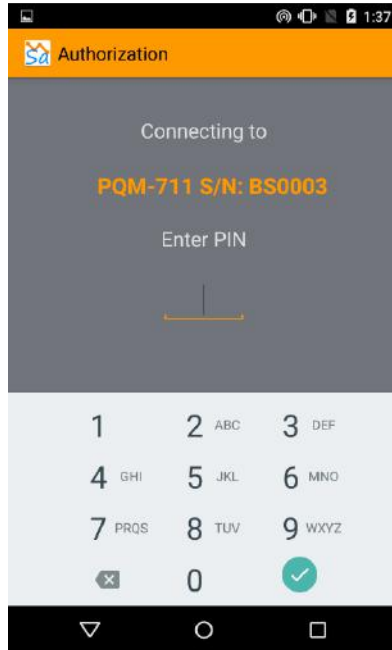 1:37
Sa Authorization
Connecting to
PQM-711 S/N: BS0003
Enter PIN
1 2 ABC 3 DEF
4 GHI 5 JKL 6 MNO
7 PRQS 8 TUV 9 WXYZ
0